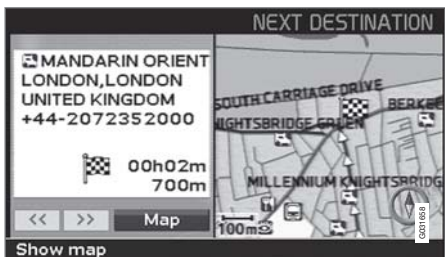 NEXT DESTINATION
MANDARIN ORIENT
LONDON,LONDON
UNITED KINGDOM
+44-2072352000
00h02m
700m
<< >> Map
Show map
SOUTH CARRIAGE DRIVE
BERKE
NIGHTSBRIDGE GREEN
MILLENNIUM KNIGHTSBRIDG
100m
G031658